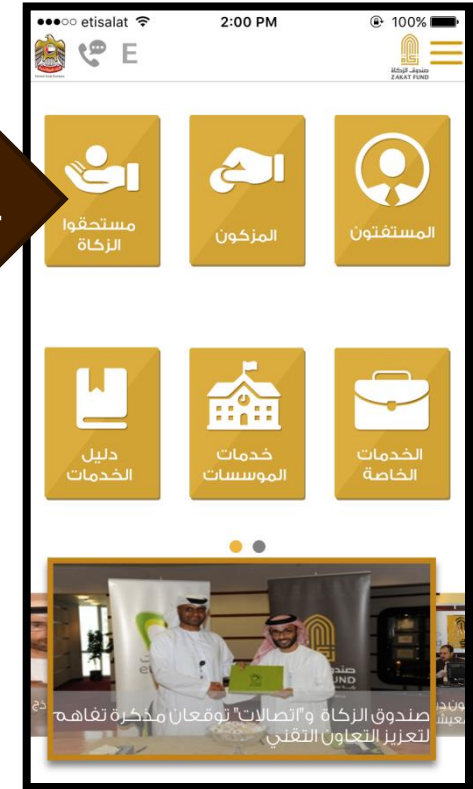 etisalat
2:00 PM
100%
E
صندوق الزكاة
ZAKAT FUND
المستفتون
المزكون
مستحقوا
الزكاة
الخدمات
الخاصة
خدمات
الموسسات
دليل
الخدمات
صندوق الزكاة و"اتصالات" توقعان مذكرة تفاهم
لتعزيز التعاون التقني